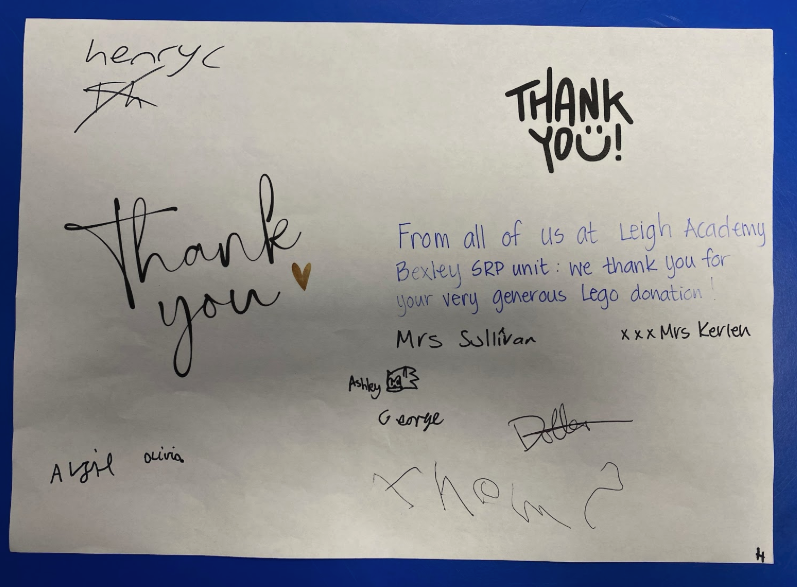 henryc
THANK
YOU!
Thank
you
From all of us at Leigh Academy
Bexley SRP unit: we thank you for
your very generous Lego donation!
Mrs Sullivan xxx Mrs Kerlen
Ashley
George
olivia
Thom